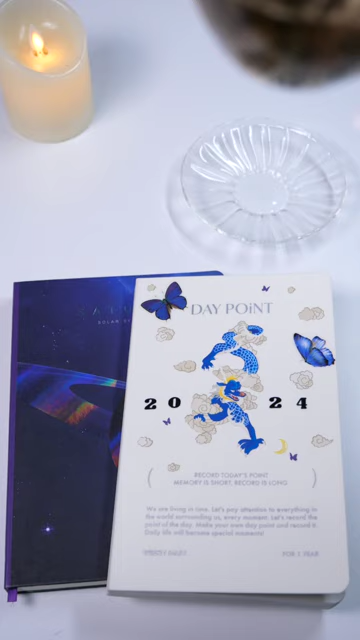 DAY POiNT
2024
RECORD TODAY'S POINT
MEMORY IS SHORT, RECORD IS LONG
We are living in now. Let's pay attention to everything in
the world surrounding us, every moment. Let's record the
point of the day. Make your own day point and record it.
Daily life will become special moments!
FOR 1 YEAR